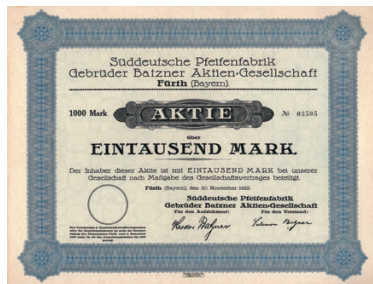 Süddeutsche Pfeifenfabrik
Gebrüder Batzner Aktien-Gesellschaft
Fürth (Bayern).
1000 Mark AKTIE № 03595
über
EINTAUSEND MARK.
Der Inhaber dieser Aktie ist mit EINTAUSEND MARK bei unserer
Gesellschaft nach Maßgabe des Gesellschaftsvertrages beteiligt.
Fürth (Bayern), den 30. November 1922.
Süddeutsche Pfeifenfabrik
Gebrüder Batzner Aktien-Gesellschaft
Für den Aufsichtsrat: Für den Vorstand: